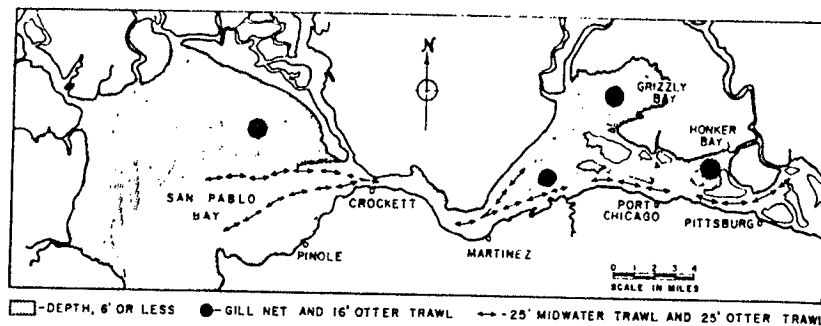 N
GRIZZLY
BAY
HONKER
BAY
SAN PABLO
BAY
CROCKETT
PORT
CHICAGO
PITTSBURG
PINOLE
MARTINEZ
0 1 2 3 4
SCALE IN MILES
-DEPTH, 6' OR LESS -GILL NET AND 16' OTTER TRAWL -25' MIDWATER TRAWL AND 25' OTTER TRAWL